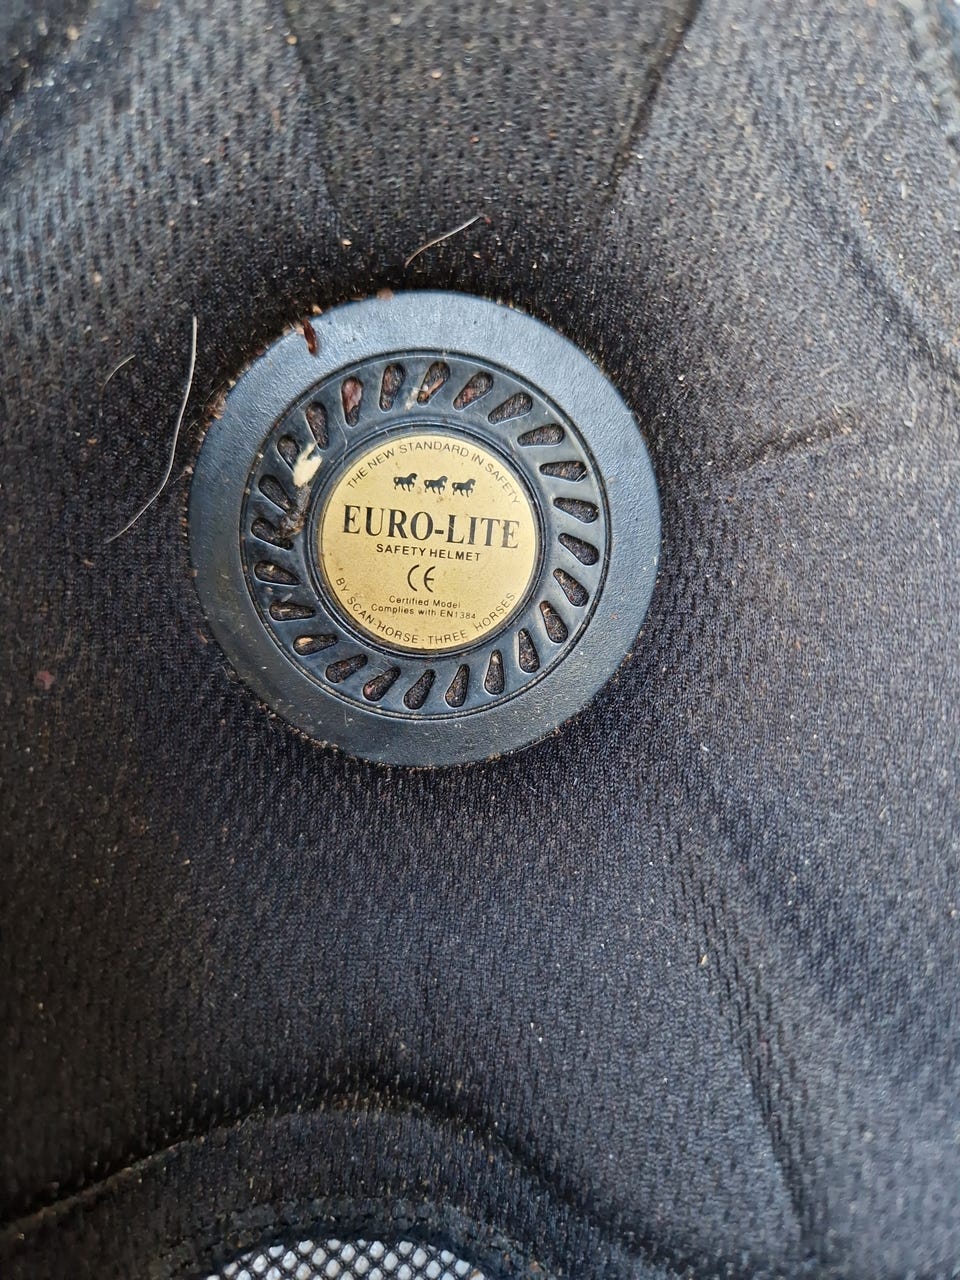 THE NEW STANDARD IN SAFETY
EURO-LITE
SAFETY HELMET
CE
Certified Model
Complies with EN1384
BY SCAN-HORSE-THREE HORSES